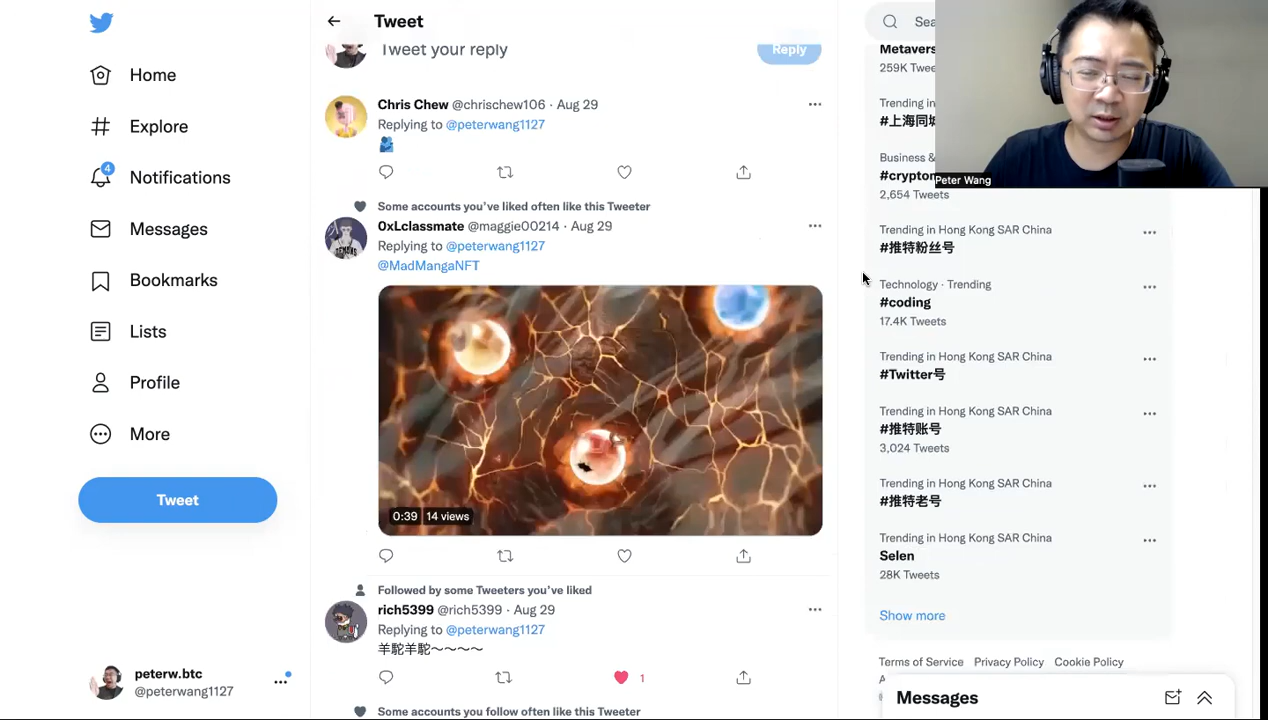 Home
Explore
4
Notifications
Messages
Bookmarks
Lists
Profile
More
Tweet
peterw.btc
@peterwang1127
Tweet
Tweet your reply
Reply
Chris Chew @chrischew106 · Aug 29
Replying to @peterwang1127
Some accounts you've liked often like this Tweeter
0xLclassmate @maggie00214 · Aug 29
Replying to @peterwang1127
@MadMangaNFT
0:39 14 views
Followed by some Tweeters you've liked
rich5399 @rich5399 · Aug 29
Replying to @peterwang1127
羊駝羊駝～～～～
1
Some accounts you follow often like this Tweeter
Sea
Metavers
259K Twee
Trending in
#上海同城
Business &
#crypton
2,654 Tweets
Trending in Hong Kong SAR China
#推特粉丝号
Technology · Trending
#coding
17.4K Tweets
Trending in Hong Kong SAR China
#Twitter号
Trending in Hong Kong SAR China
#推特账号
3,024 Tweets
Trending in Hong Kong SAR China
#推特老号
Trending in Hong Kong SAR China
Selen
28K Tweets
Show more
Terms of Service Privacy Policy Cookie Policy
Messages
Peter Wang